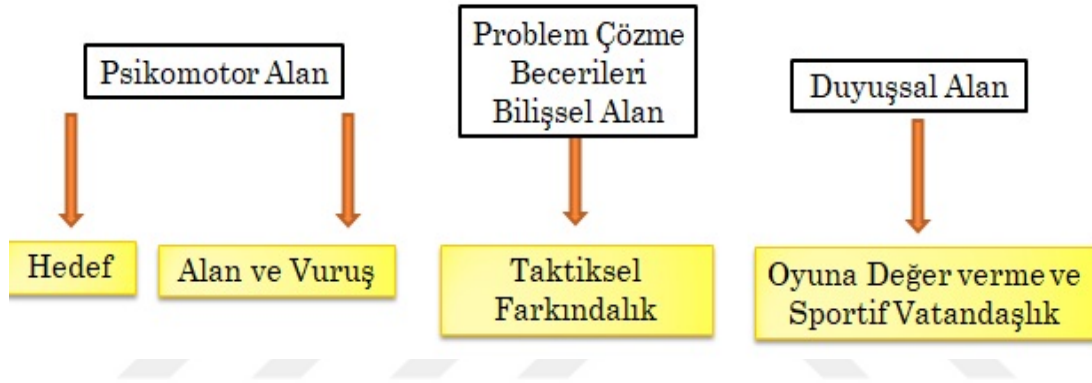 Psikomotor Alan
Problem Çözme
Becerileri
Bilişsel Alan
Duyuşsal Alan
Hedef
Alan ve Vuruş
Taktiksel
Farkındalık
Oyuna Değer verme ve
Sportif Vatandaşlık